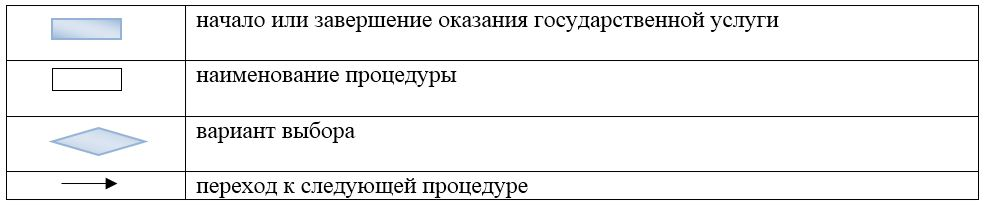 начало или завершение оказания государственной услуги
наименование процедуры
вариант выбора
переход к следующей процедуре